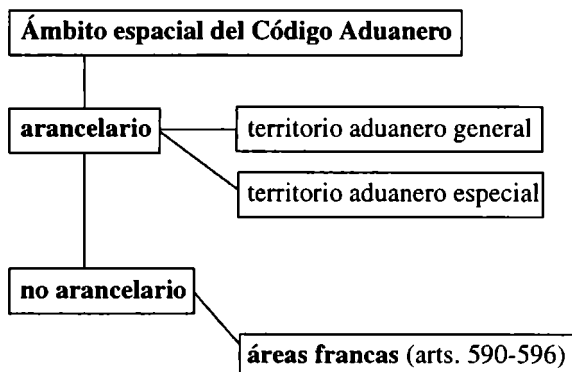 Ámbito espacial del Código Aduanero
arancelario
territorio aduanero general
territorio aduanero especial
no arancelario
áreas francas (arts. 590-596)